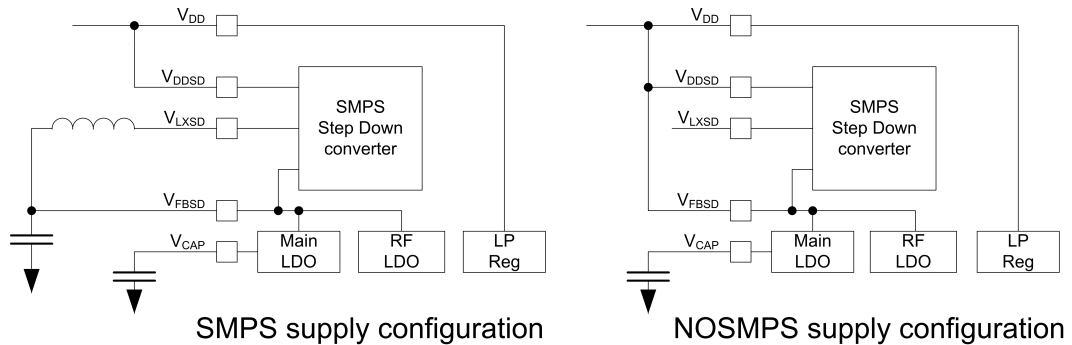 VDD
VDDSD
VLXSD
SMPS
Step Down
converter
VFBSD
VCAP
Main
LDO
RF
LDO
LP
Reg
SMPS supply configuration
VDD
VDDSD
VLXSD
SMPS
Step Down
converter
VFBSD
VCAP
Main
LDO
RF
LDO
LP
Reg
NOSMPS supply configuration